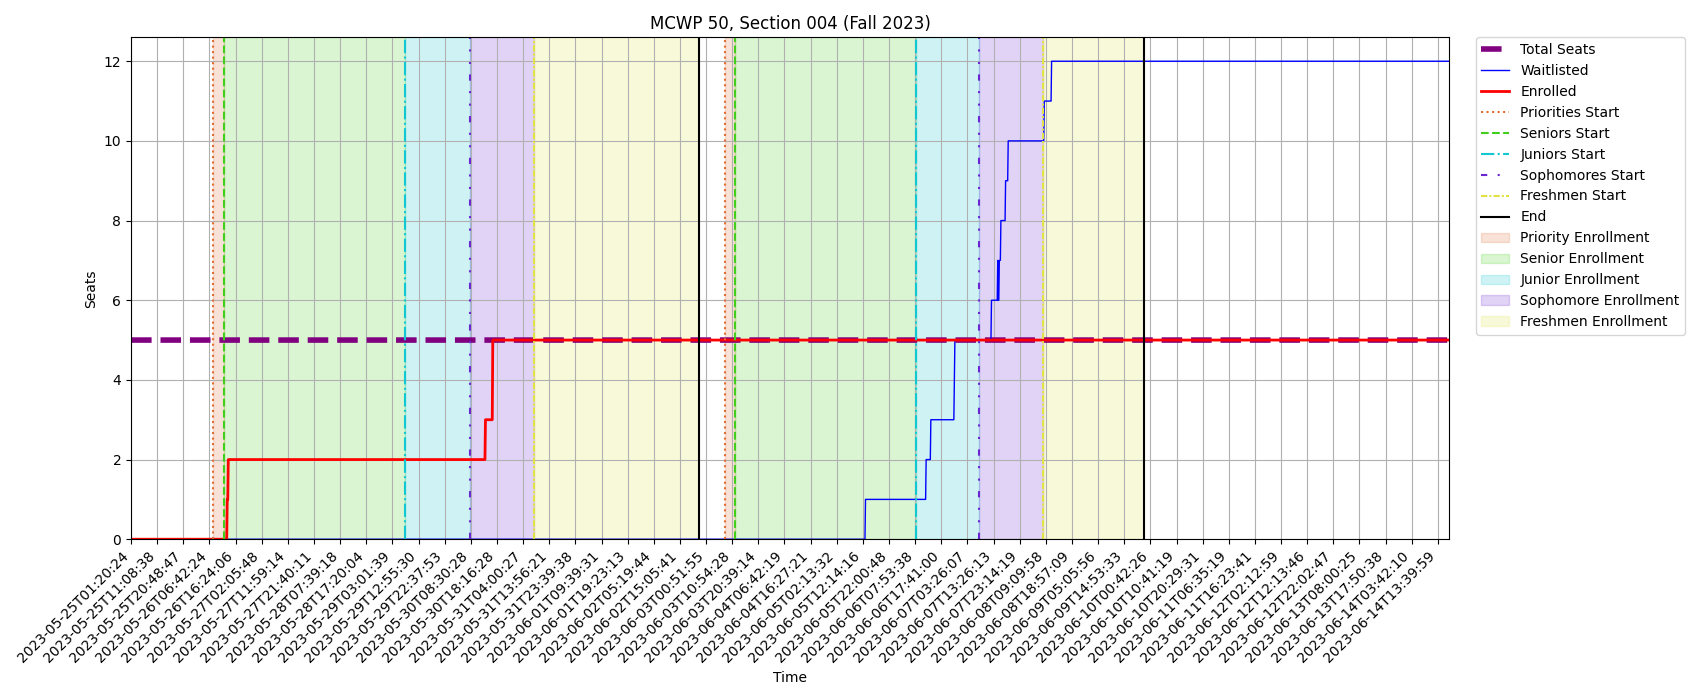 MCWP 50, Section 004 (Fall 2023)
Seats
12
10
8
6
4
2
0
2023-05-25T01:20:24
2023-05-25T11:08:38
2023-05-25T20:48:47
2023-05-26T06:42:24
2023-05-26T16:24:06
2023-05-27T02:05:48
2023-05-27T11:59:14
2023-05-27T21:40:11
2023-05-28T07:39:18
2023-05-28T17:20:04
2023-05-29T03:01:39
2023-05-29T12:55:30
2023-05-29T22:37:53
2023-05-30T08:30:28
2023-05-30T18:16:28
2023-05-31T04:00:27
2023-05-31T13:56:21
2023-05-31T23:39:38
2023-06-01T09:39:31
2023-06-01T19:23:13
2023-06-02T05:19:44
2023-06-02T15:05:41
2023-06-03T00:51:55
2023-06-03T10:54:28
2023-06-03T20:39:14
2023-06-04T06:42:19
2023-06-04T16:27:21
2023-06-05T02:13:32
2023-06-05T12:14:16
2023-06-05T22:00:48
2023-06-06T07:53:38
2023-06-06T17:41:00
2023-06-07T03:26:07
2023-06-07T13:26:13
2023-06-07T23:14:19
2023-06-08T09:09:58
2023-06-08T18:57:09
2023-06-09T05:05:56
2023-06-09T14:53:33
2023-06-10T00:42:26
2023-06-10T10:41:19
2023-06-10T20:29:31
2023-06-11T06:35:19
2023-06-11T16:23:41
2023-06-12T02:12:59
2023-06-12T12:13:46
2023-06-12T22:02:47
2023-06-13T08:00:25
2023-06-13T17:50:38
2023-06-14T03:42:10
2023-06-14T13:39:59
Time
Total Seats
Waitlisted
Enrolled
Priorities Start
Seniors Start
Juniors Start
Sophomores Start
Freshmen Start
End
Priority Enrollment
Senior Enrollment
Junior Enrollment
Sophomore Enrollment
Freshmen Enrollment